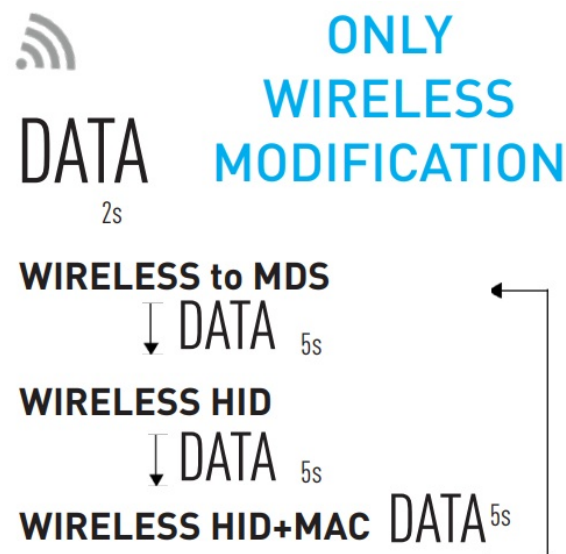 ONLY
WIRELESS
MODIFICATION
DATA
2s
WIRELESS to MDS
DATA 5s
WIRELESS HID
DATA 5s
WIRELESS HID+MAC DATA 5s